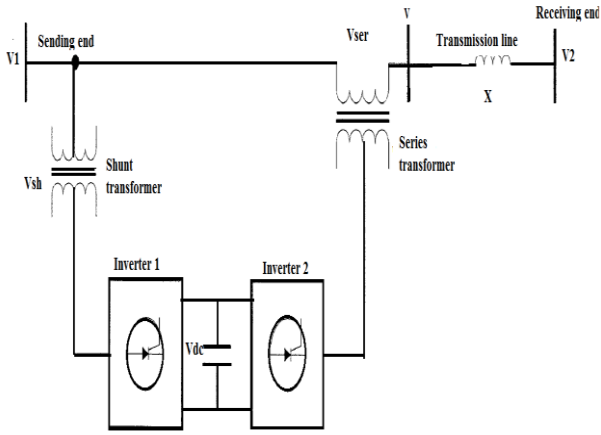 V1
Sending end
Vser
V
Transmission line
Receiving end
V2
X
Vsh
Shunt
transformer
Series
transformer
Inverter 1
Inverter 2
Vdc